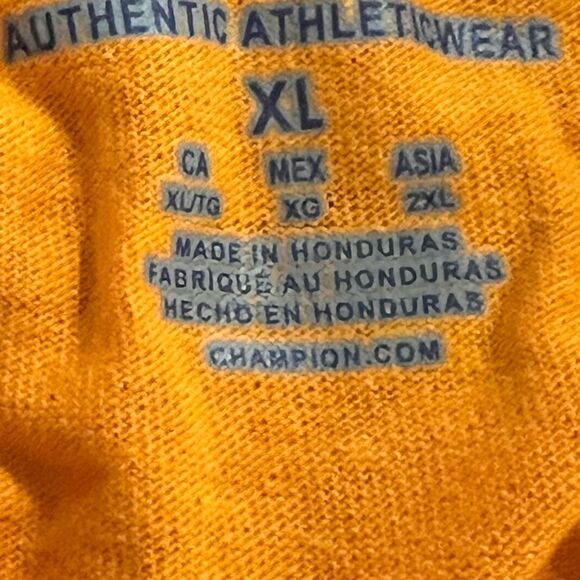 AUTHENTIC ATHLETICWEAR
XL
CA MEX ASIA
XL/TG XG 2XL
MADE IN HONDURAS
FABRIQUÉ AU HONDURAS
HECHO EN HONDURAS
CHAMPION.COM